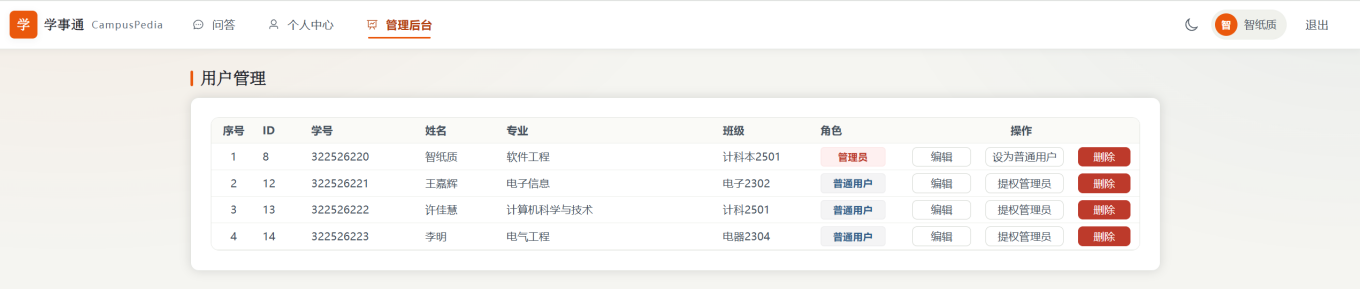 学 学事通 CampusPedia 问答 个人中心 管理后台 智 智纸质 退出
用户管理
序号 ID 学号 姓名 专业 班级 角色 操作
1 8 322526220 智纸质 软件工程 计科本2501 管理员 编辑 设为普通用户 删除
2 12 322526221 王嘉辉 电子信息 电子2302 普通用户 编辑 提权管理员 删除
3 13 322526222 许佳慧 计算机科学与技术 计科2501 普通用户 编辑 提权管理员 删除
4 14 322526223 李明 电气工程 电器2304 普通用户 编辑 提权管理员 删除